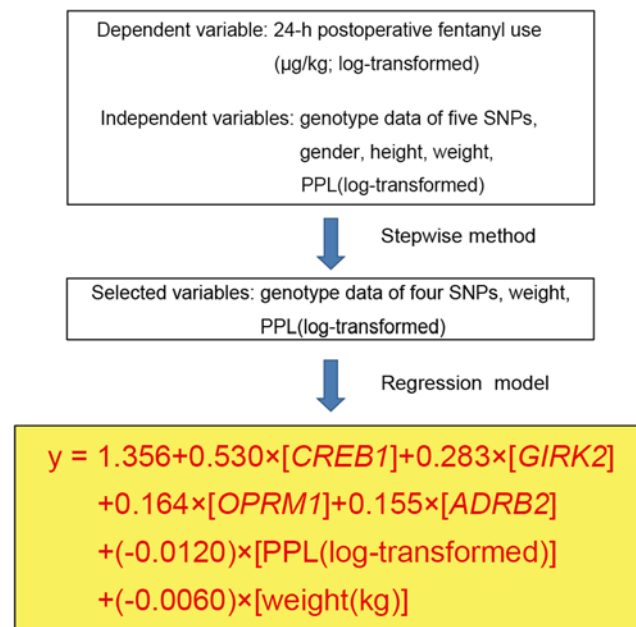 Dependent variable: 24-h postoperative fentanyl use
(μg/kg; log-transformed)
Independent variables: genotype data of five SNPs,
gender, height, weight,
PPL(log-transformed)
Stepwise method
Selected variables: genotype data of four SNPs, weight,
PPL(log-transformed)
Regression model
y = 1.356+0.530×[CREB1]+0.283×[GIRK2]
+0.164×[OPRM1]+0.155×[ADRB2]
+(-0.0120)×[PPL(log-transformed)]
+(-0.0060)×[weight(kg)]